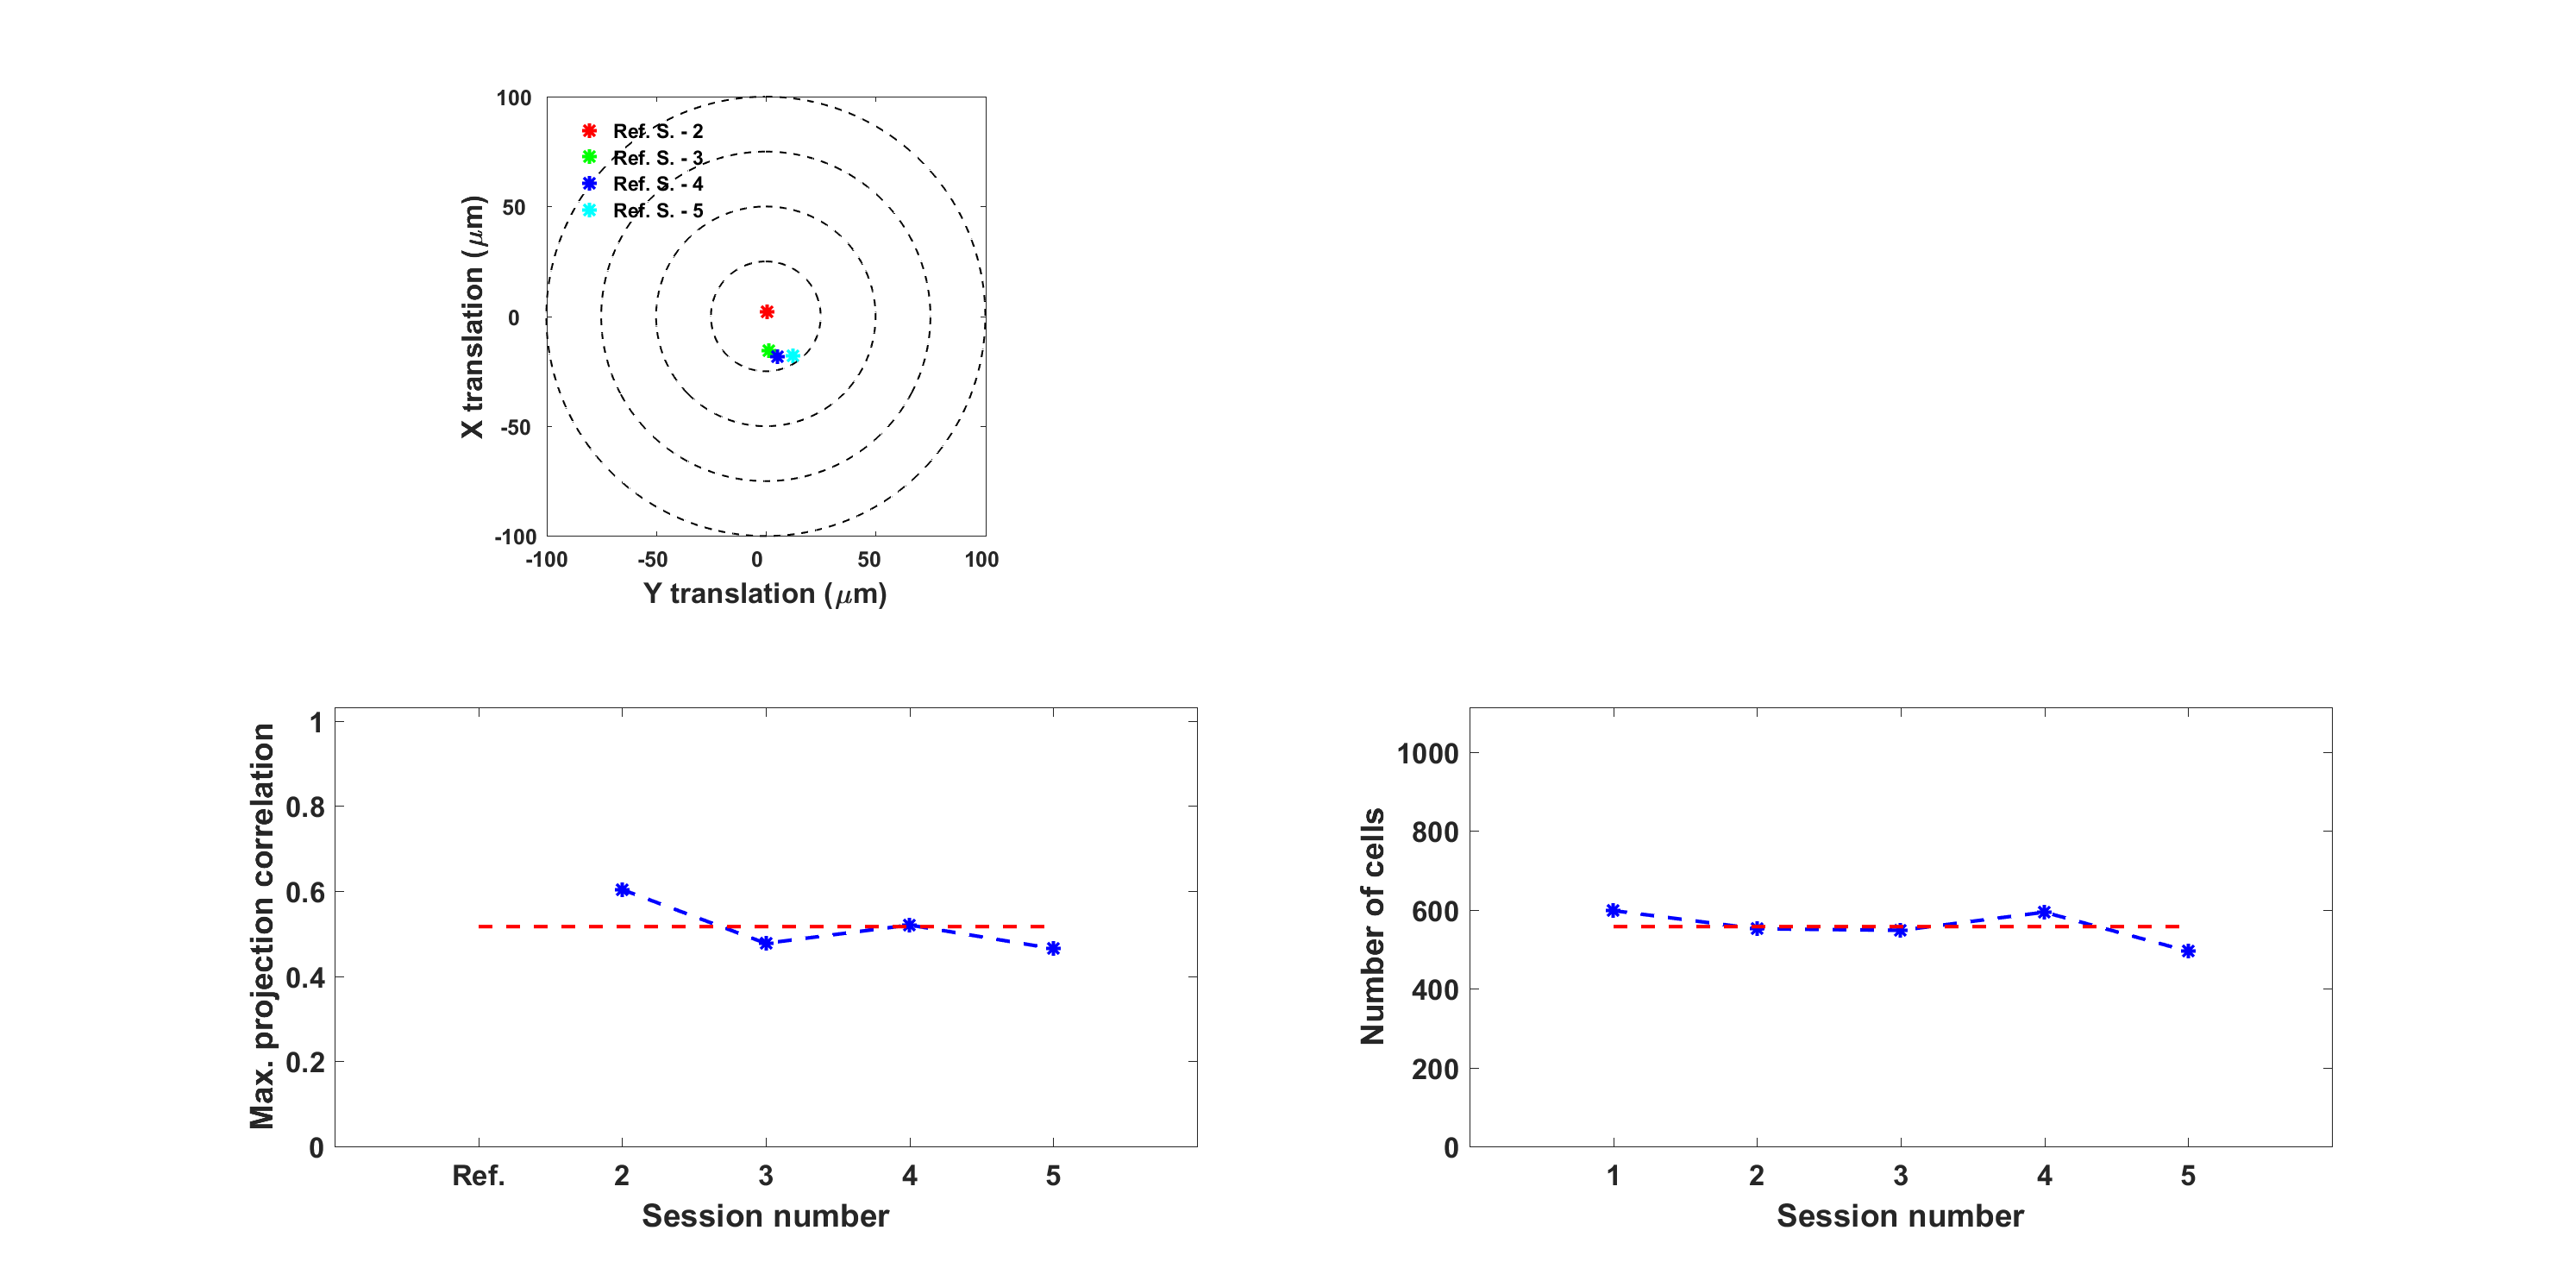 100
50
0
-50
-100
X translation (μm)
Ref. S. - 2
Ref. S. - 3
Ref. S. - 4
Ref. S. - 5
-100 -50 0 50 100
Y translation (μm)
1
0.8
0.6
0.4
0.2
0
Max. projection correlation
Ref. 2 3 4 5
Session number
1000
800
600
400
200
0
Number of cells
1 2 3 4 5
Session number